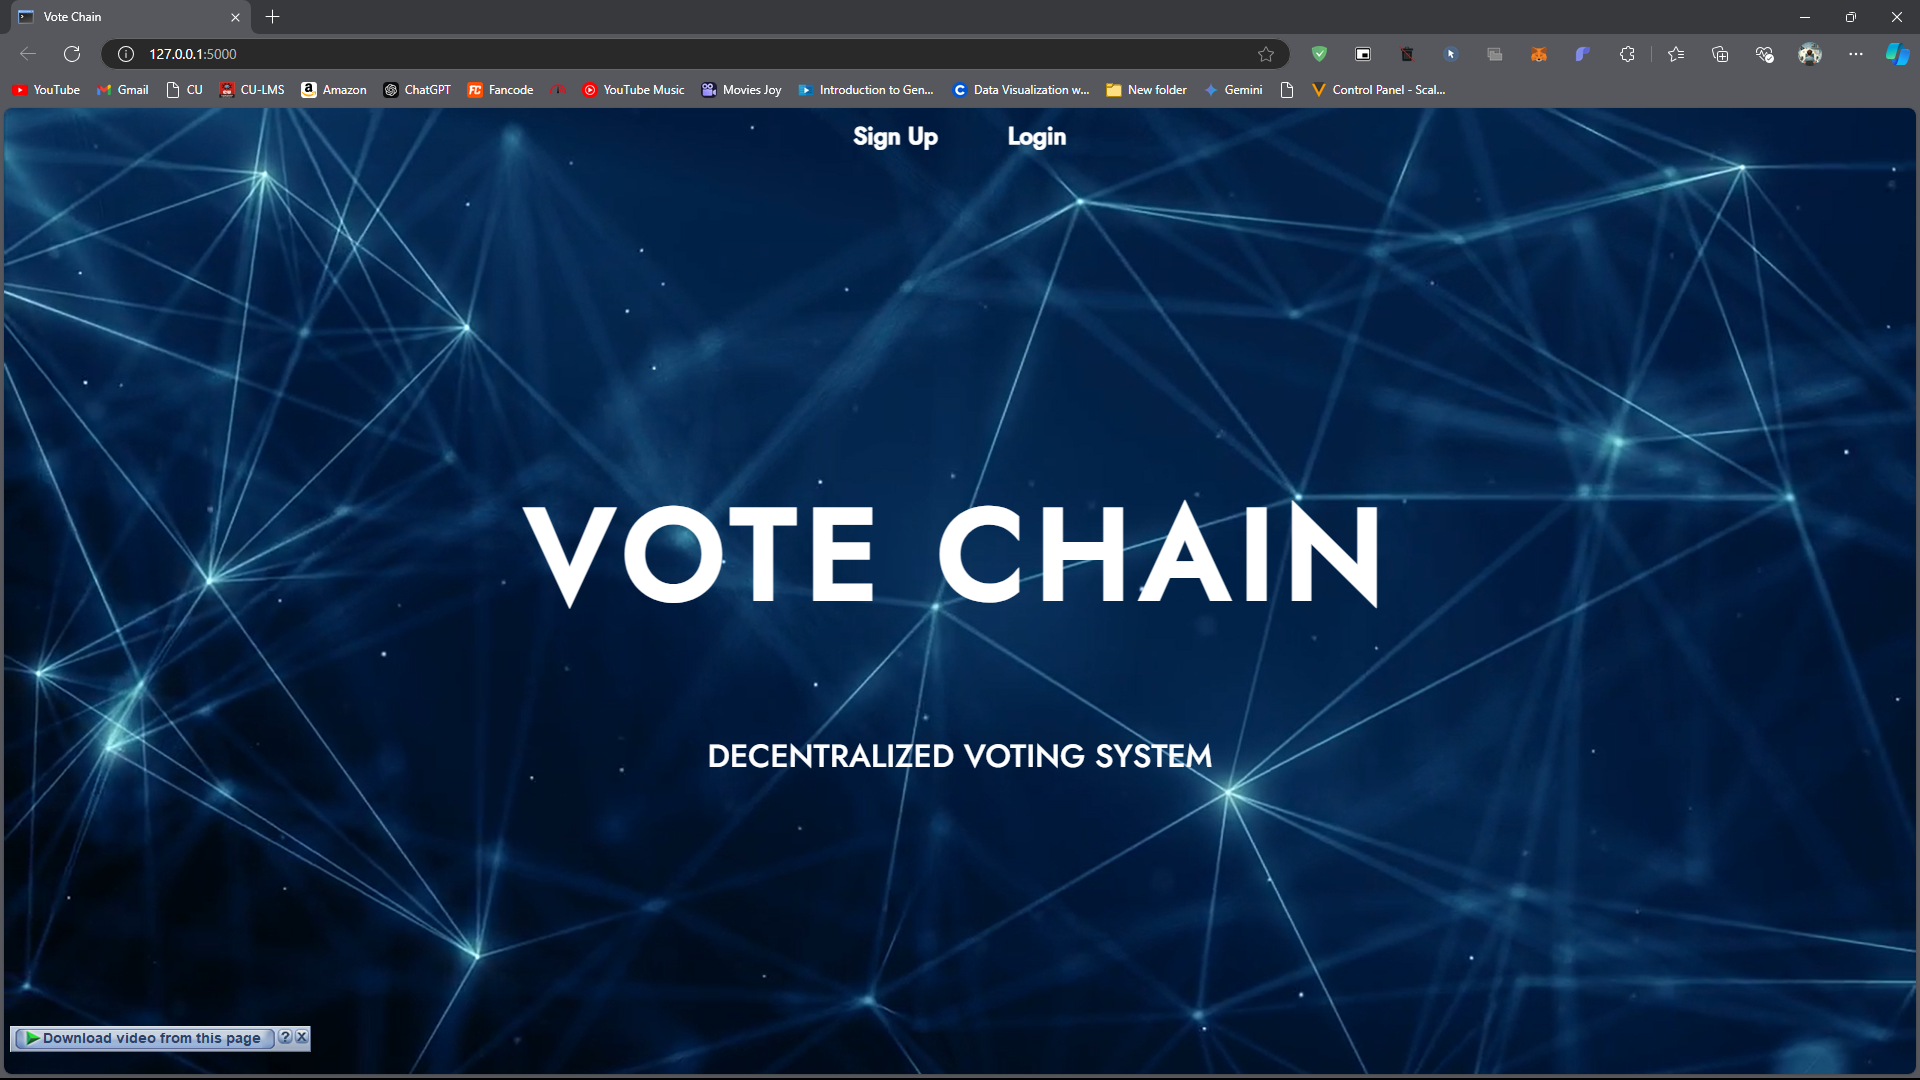 Vote Chain
127.0.0.1:5000
YouTube Gmail CU CU-LMS Amazon ChatGPT Fancode YouTube Music Movies Joy Introduction to Gen... Data Visualization w... New folder Gemini Control Panel - Scal...
Sign Up Login
VOTE CHAIN
DECENTRALIZED VOTING SYSTEM
Download video from this page ? X